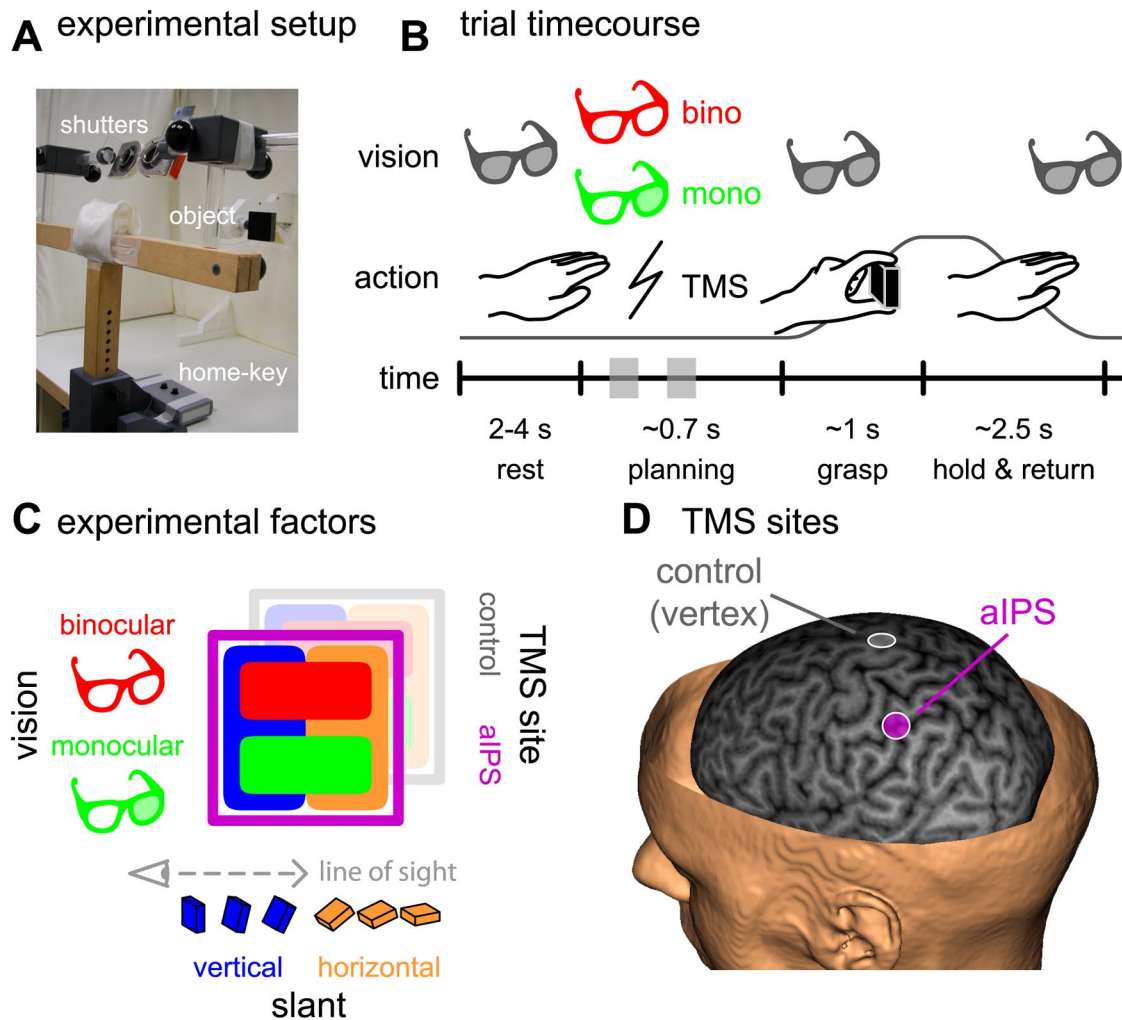 A experimental setup
shutters
object
home-key
B trial timecourse
vision
bino
mono
action
TMS
time
2-4 s
~0.7 s
~1 s
~2.5 s
rest
planning
grasp
hold & return
C experimental factors
vision
binocular
monocular
control
aIPS
TMS site
line of sight
vertical
horizontal
slant
D TMS sites
control
(vertex)
aIPS